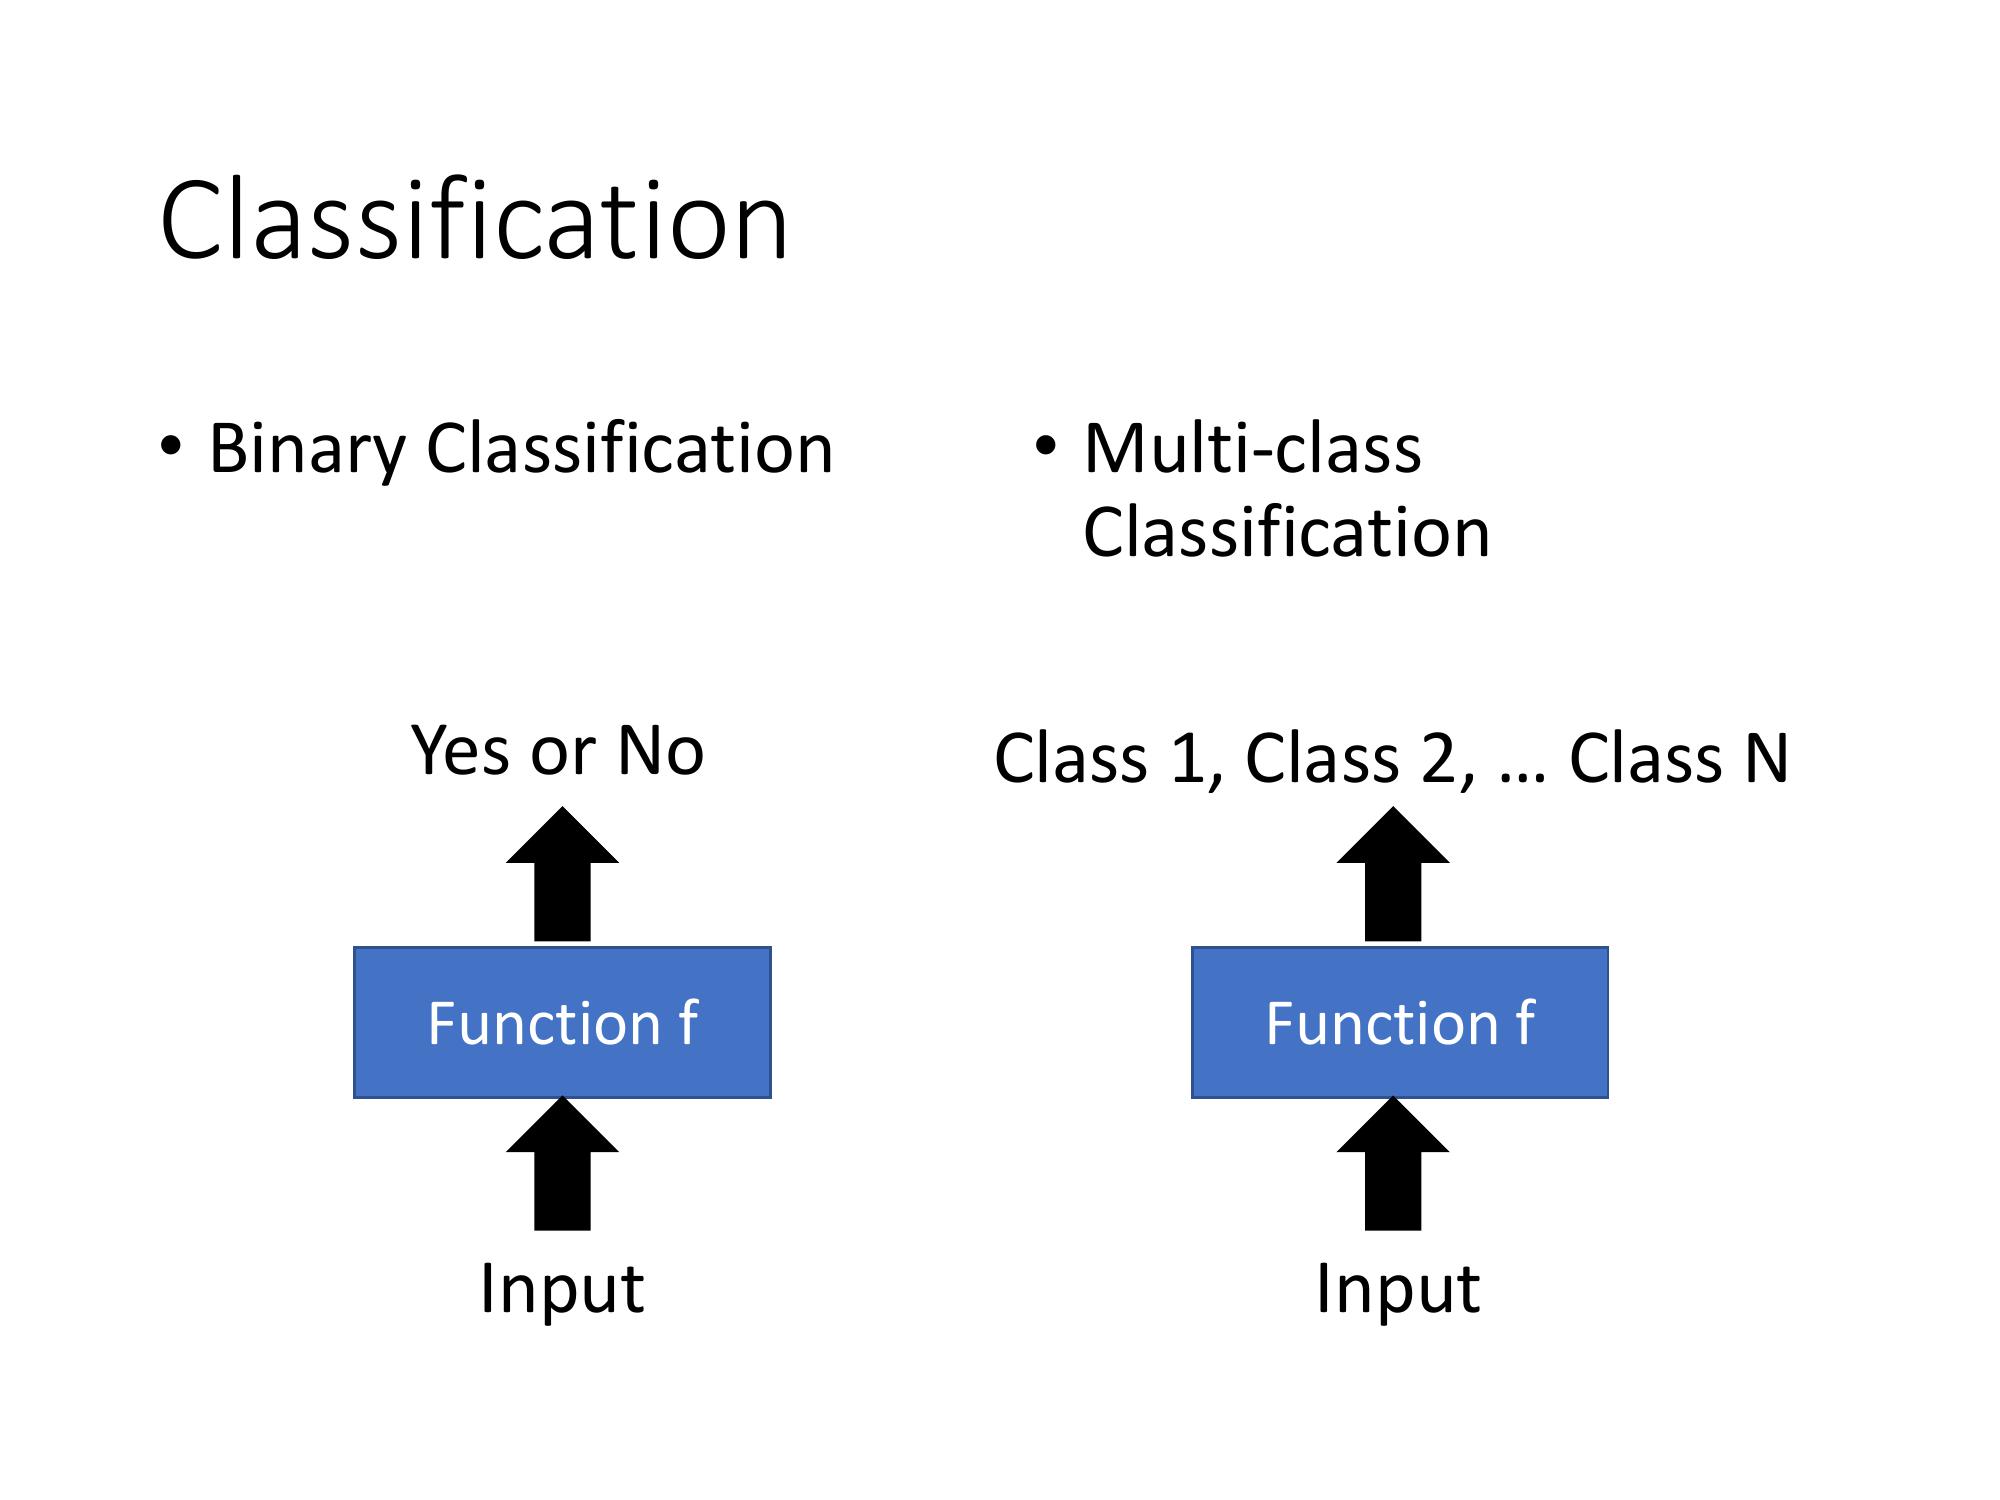 Classification
• Binary Classification
Yes or No
Function f
Input
• Multi-class
Classification
Class 1, Class 2, … Class N
Function f
Input